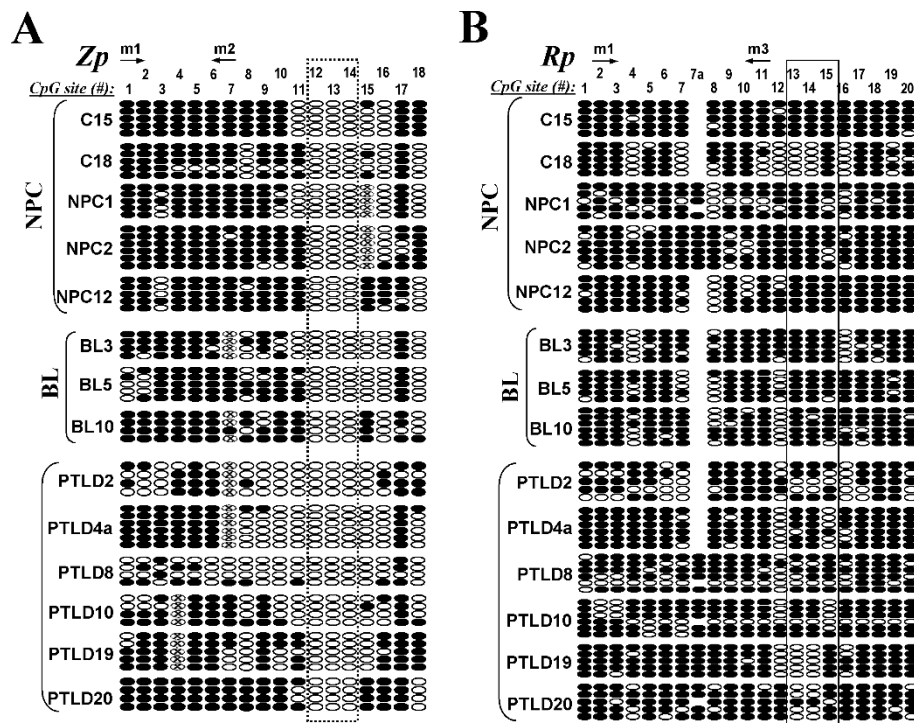 A
Zp m1 m2
2 4 6 8 10 12 14 16 18
CpG site (#): 1 3 5 7 9 11 13 15 17
NPC
C15
C18
NPC1
NPC2
NPC12
BL
BL3
BL5
BL10
PTLD
PTLD2
PTLD4a
PTLD8
PTLD10
PTLD19
PTLD20
B
Rp m1 m3
2 4 6 7a 9 11 13 15 17 19
CpG site (#): 1 3 5 7 8 10 12 14 16 18 20
NPC
C15
C18
NPC1
NPC2
NPC12
BL
BL3
BL5
BL10
PTLD2
PTLD4a
PTLD8
PTLD10
PTLD19
PTLD20